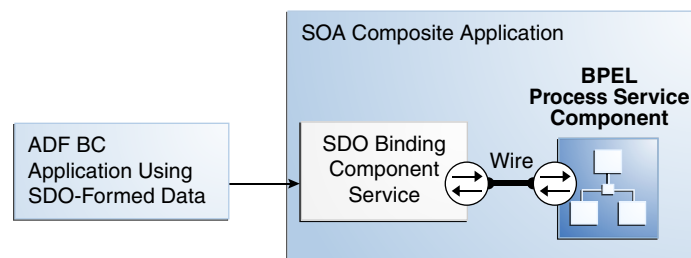 SOA Composite Application
BPEL
Process Service
Component
ADF BC
Application Using
SDO-Formed Data
SDO Binding
Component
Service
Wire